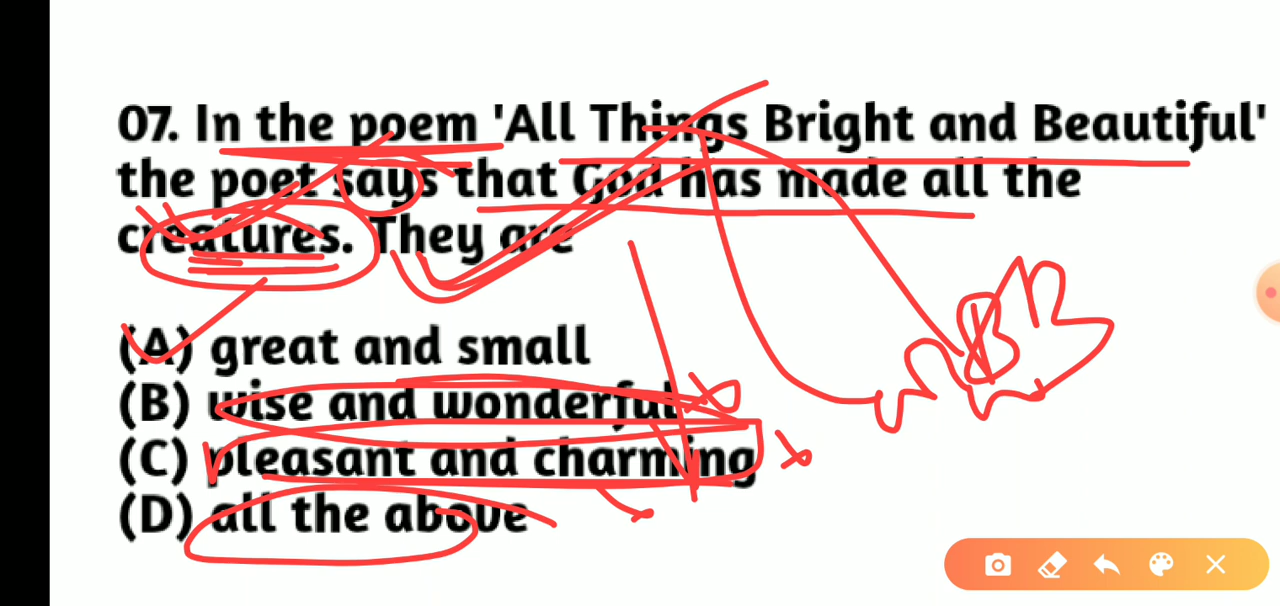 07. In the poem 'All Things Bright and Beautiful'
the poet says that God has made all the
creatures. They are
(A) great and small
(B) wise and wonderful
(C) pleasant and charming
(D) all the above